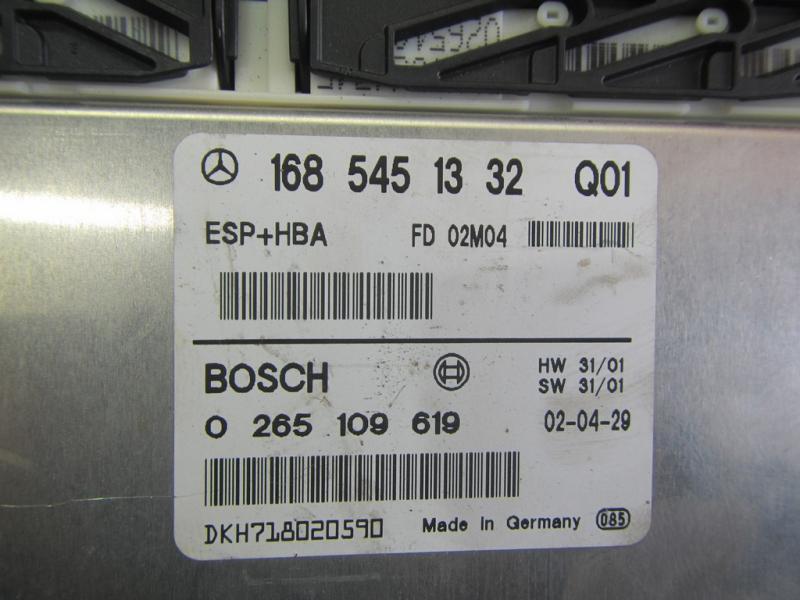 168 545 13 32 Q01
ESP+HBA FD 02M04
BOSCH HW 31/01
SW 31/01
0 265 109 619 02-04-29
DKH718020590 Made in Germany 085